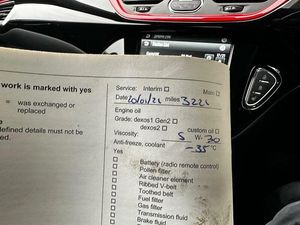 work is marked with yes
Service: Interim ☐ Main ☐
Date 20/01/21 miles 3221
Engine oil
= was exchanged or replaced
Grade: dexos1 Gen2 ☐ custom oil ☐
dexos2 ☐
Viscosity: 5 W 30
defined details must not be
Anti-freeze, coolant -35 °C
Yes
☐ Battery (radio remote control)
☐ Pollen filter
☐ Air cleaner element
☐ Ribbed V-belt
☐ Toothed belt
☐ Fuel filter
☐ Gas filter
☐ Transmission fluid
☐ Brake fluid